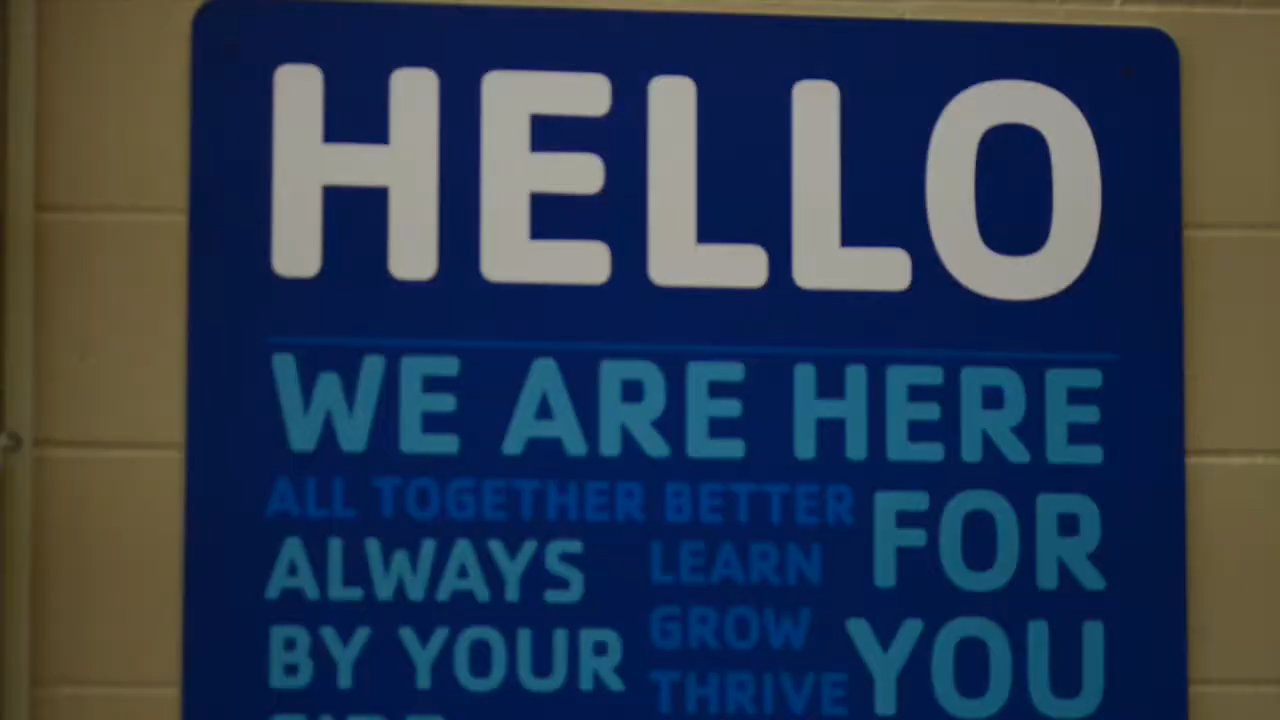 HELLO
WE ARE HERE
ALL TOGETHER BETTER
FOR
ALWAYS
LEARN
BY YOUR
GROW
YOU
THRIVE